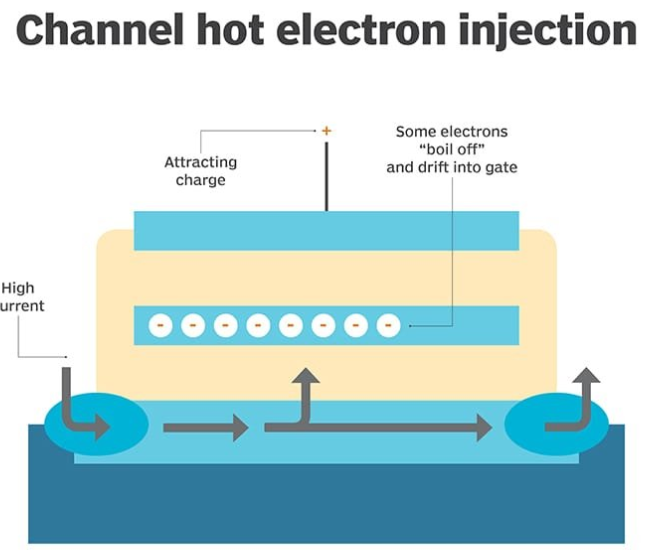 Channel hot electron injection
+
Attracting
charge
Some electrons
“boil off”
and drift into gate
High
urrent
- - - - - - - -